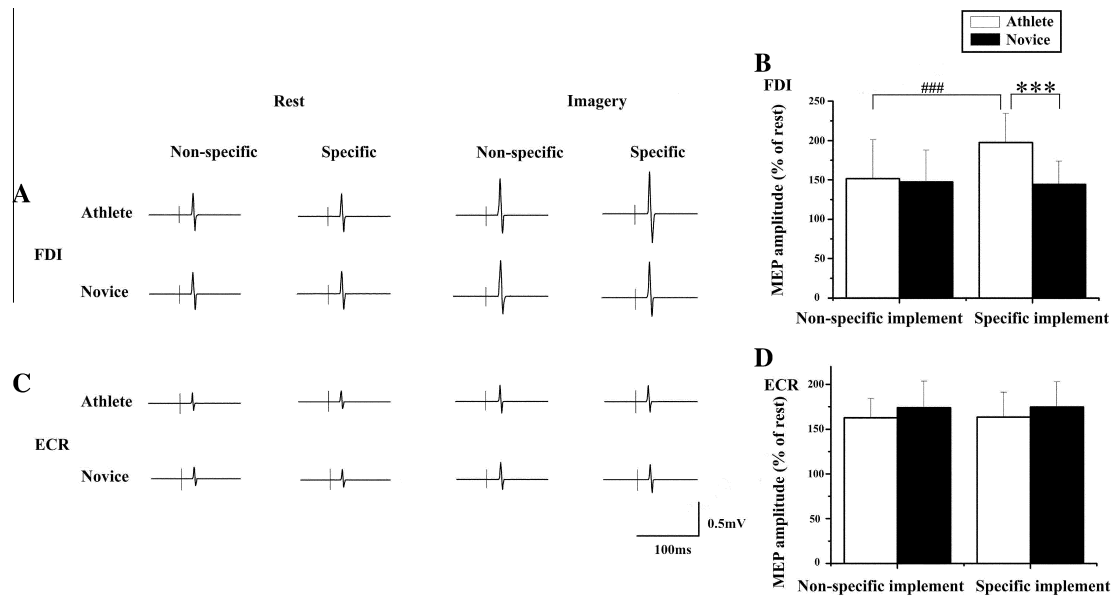 Athlete
Novice
Rest
Imagery
Non-specific
Specific
Non-specific
Specific
A
Athlete
FDI
Novice
C
Athlete
ECR
Novice
0.5mV
100ms
B
FDI
###
***
MEP amplitude (% of rest)
250
200
150
100
50
0
Non-specific implement
Specific implement
D
ECR
MEP amplitude (% of rest)
200
150
100
50
0
Non-specific implement
Specific implement